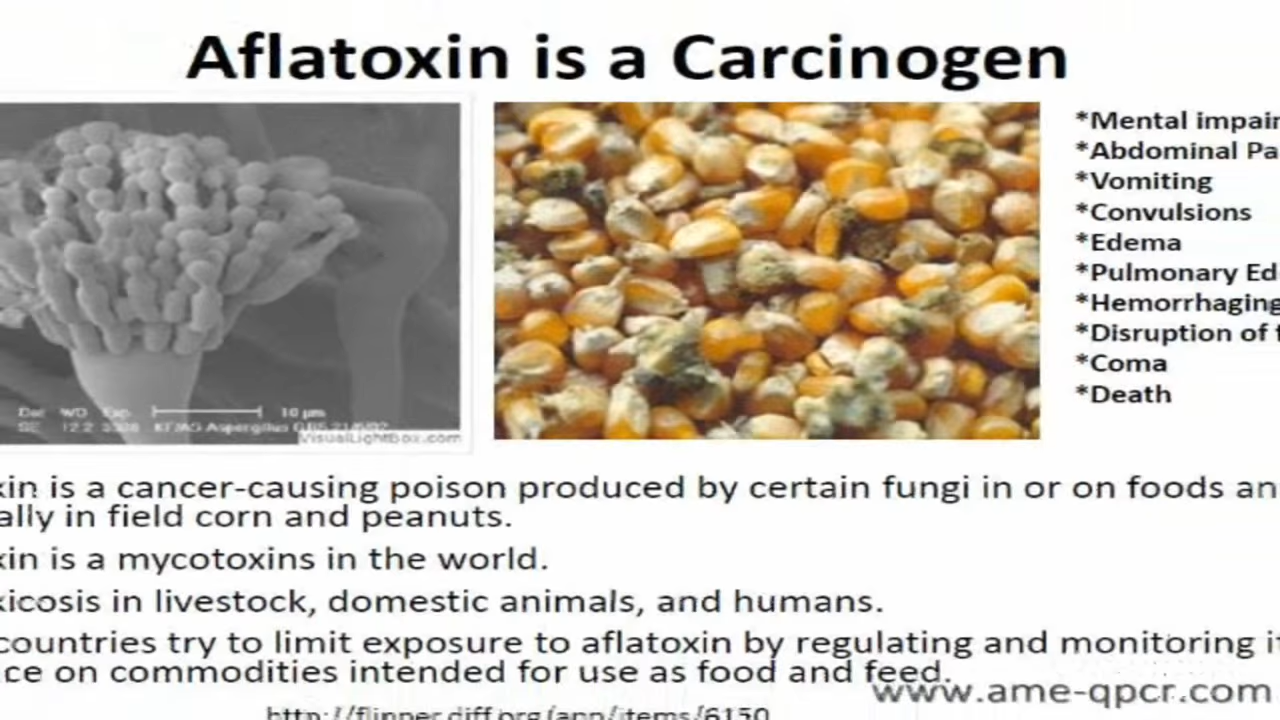 Aflatoxin is a Carcinogen
*Mental impair
*Abdominal Pa
*Vomiting
*Convulsions
*Edema
*Pulmonary Ed
*Hemorrhaging
*Disruption of f
*Coma
*Death
10 µm
Aspergillus
VisualLightBox.com
xin is a cancer-causing poison produced by certain fungi in or on foods an
ally in field corn and peanuts.
xin is a mycotoxins in the world.
xicosis in livestock, domestic animals, and humans.
countries try to limit exposure to aflatoxin by regulating and monitoring it
ce on commodities intended for use as food and feed.
www.ame-qpcr.com
http://flipper.diff.org/app/items/6150